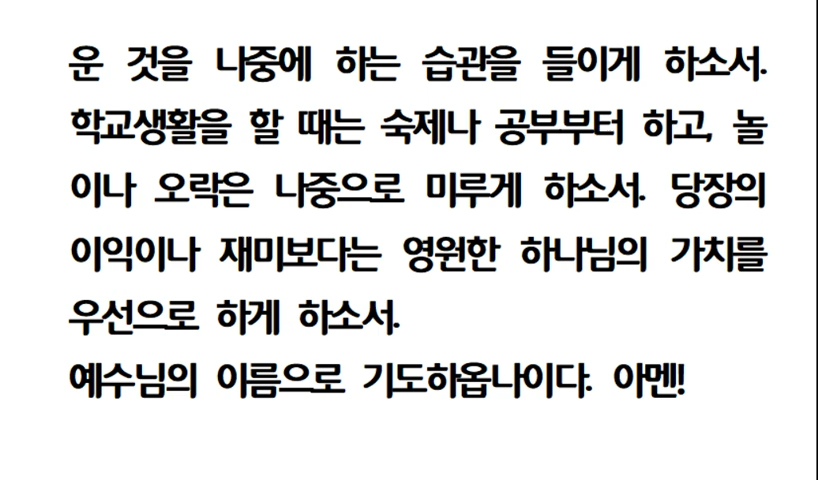 운 것을 나중에 하는 습관을 들이게 하소서.
학교생활을 할 때는 숙제나 공부부터 하고, 놀
이나 오락은 나중으로 미루게 하소서. 당장의
이익이나 재미보다는 영원한 하나님의 가치를
우선으로 하게 하소서.
예수님의 이름으로 기도하옵나이다. 아멘!